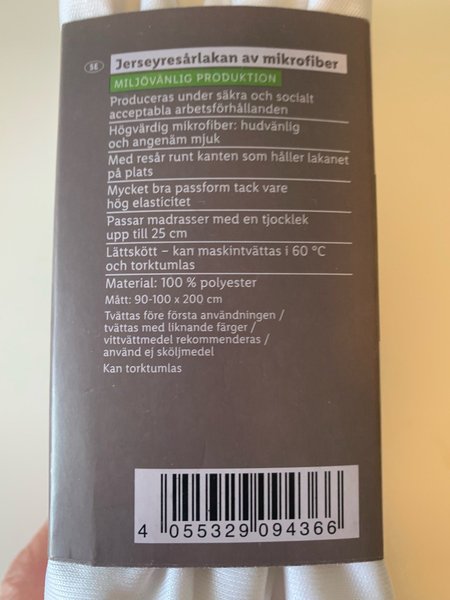 SE
Jerseyresårlakan av mikrofiber
MILJÖVÄNLIG PRODUKTION
Produceras under säkra och socialt
acceptabla arbetsförhållanden
Högvärdig mikrofiber: hudvänlig
och angenäm mjuk
Med resår runt kanten som håller lakanet
på plats
Mycket bra passform tack vare
hög elasticitet
Passar madrasser med en tjocklek
upp till 25 cm
Lättskött – kan maskintvättas i 60 °C
och torktumlas
Material: 100 % polyester
Mått: 90-100 x 200 cm
Tvättas före första användningen /
tvättas med liknande färger /
vittvättmedel rekommenderas /
använd ej sköljmedel
Kan torktumlas
4 055329 094366